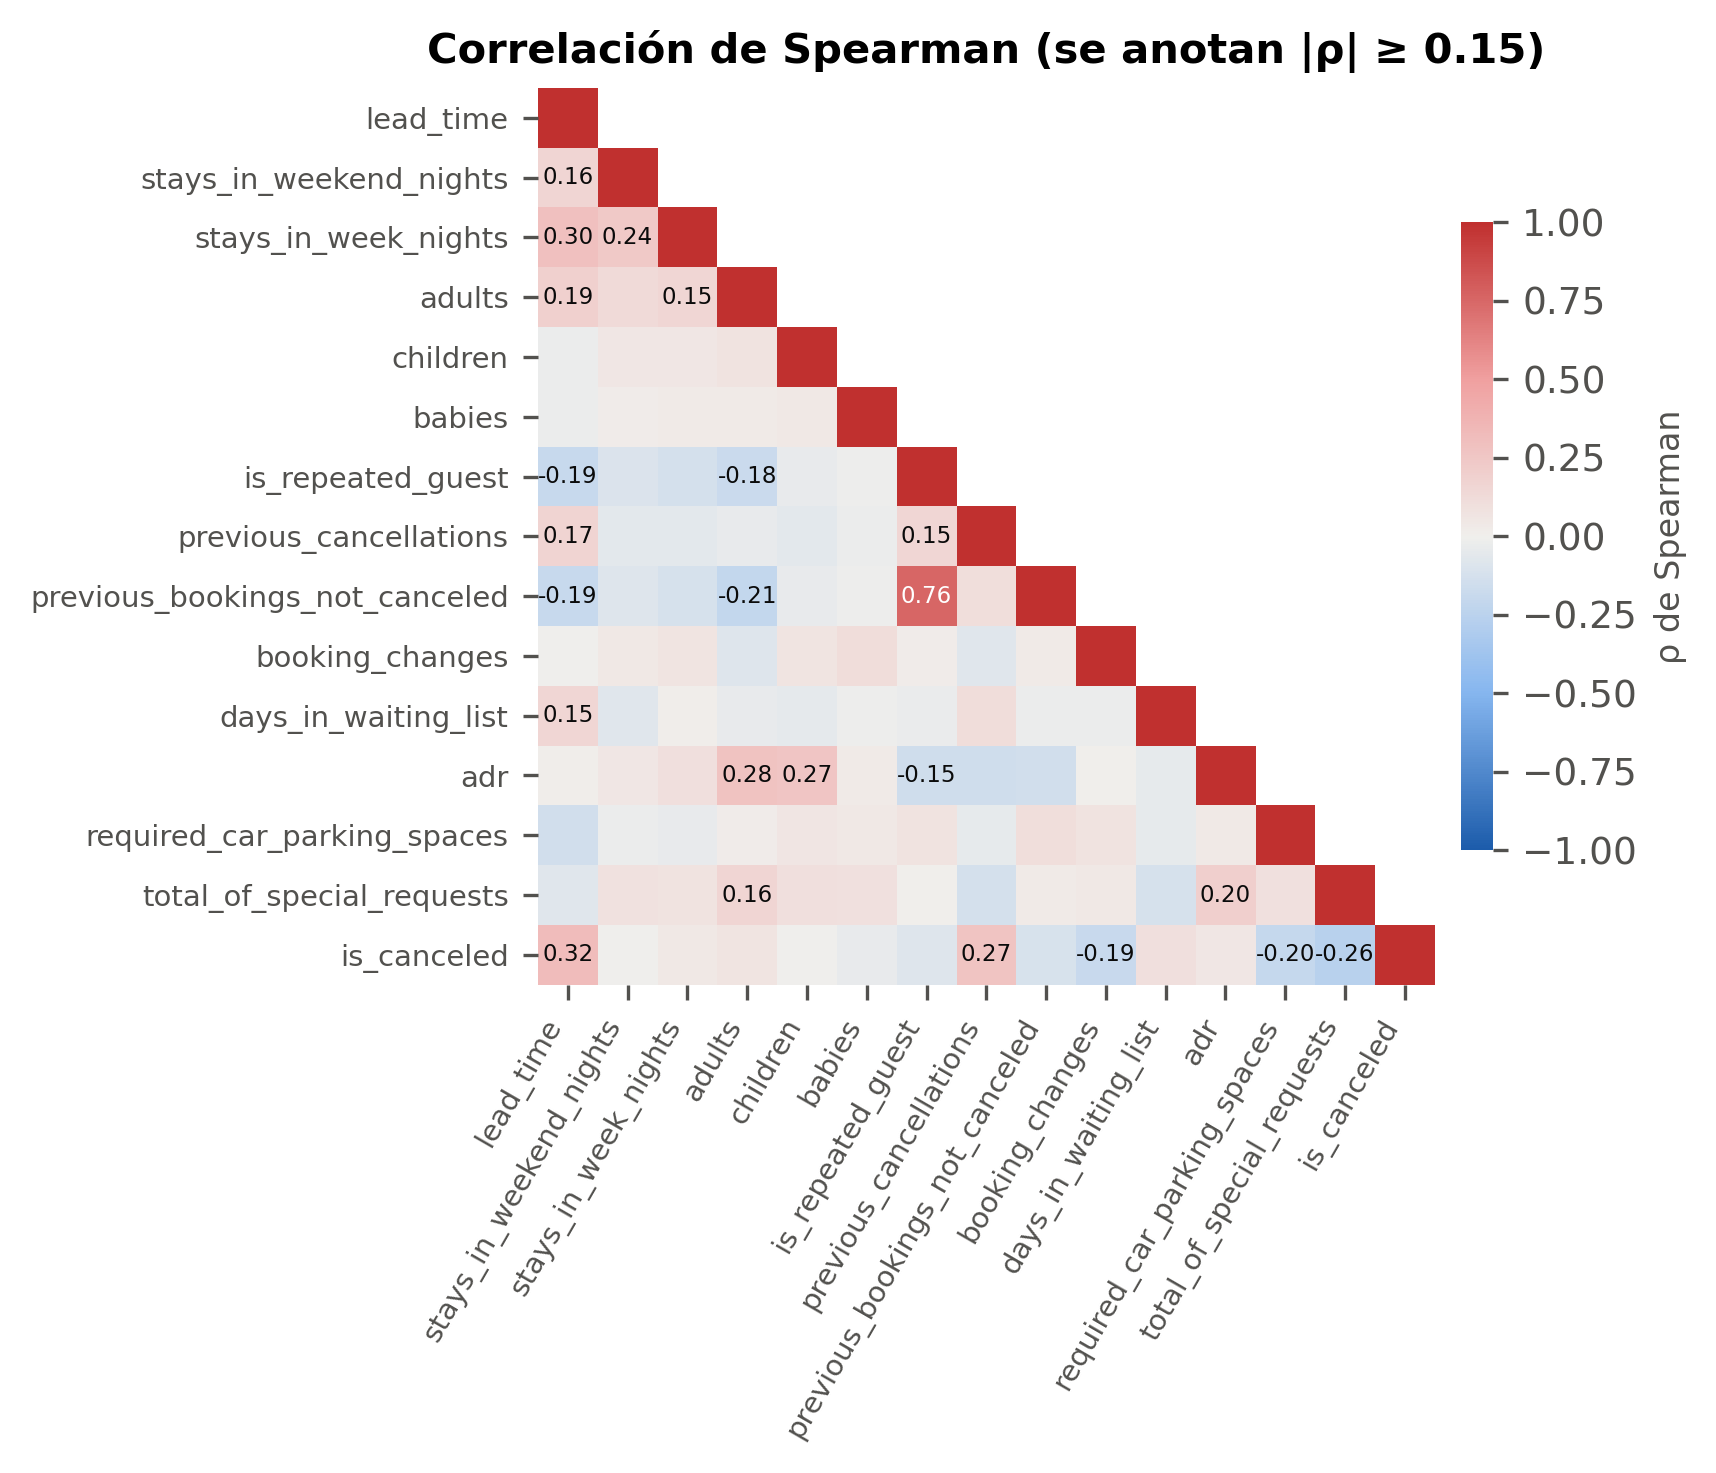 Correlación de Spearman (se anotan |ρ| ≥ 0.15)
lead_time
stays_in_weekend_nights 0.16
stays_in_week_nights 0.30 0.24
adults 0.19 0.15
children
babies
is_repeated_guest -0.19 -0.18
previous_cancellations 0.17 0.15
previous_bookings_not_canceled -0.19 -0.21 0.76
booking_changes
days_in_waiting_list 0.15
adr 0.28 0.27 -0.15
required_car_parking_spaces
total_of_special_requests 0.16 0.20
is_canceled 0.32 0.27 -0.19 -0.20 -0.26
lead_time
stays_in_weekend_nights
stays_in_week_nights
adults
children
babies
is_repeated_guest
previous_cancellations
previous_bookings_not_canceled
booking_changes
days_in_waiting_list
adr
required_car_parking_spaces
total_of_special_requests
is_canceled
1.00
0.75
0.50
0.25
0.00
−0.25
−0.50
−0.75
−1.00
ρ de Spearman